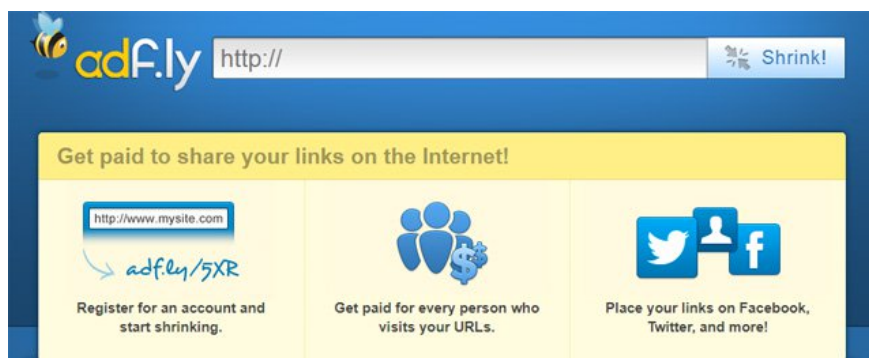 adf.ly http:// Shrink!
Get paid to share your links on the Internet!
http://www.mysite.com
adf.ly/5XR
Register for an account and
start shrinking.
Get paid for every person who
visits your URLs.
Place your links on Facebook,
Twitter, and more!